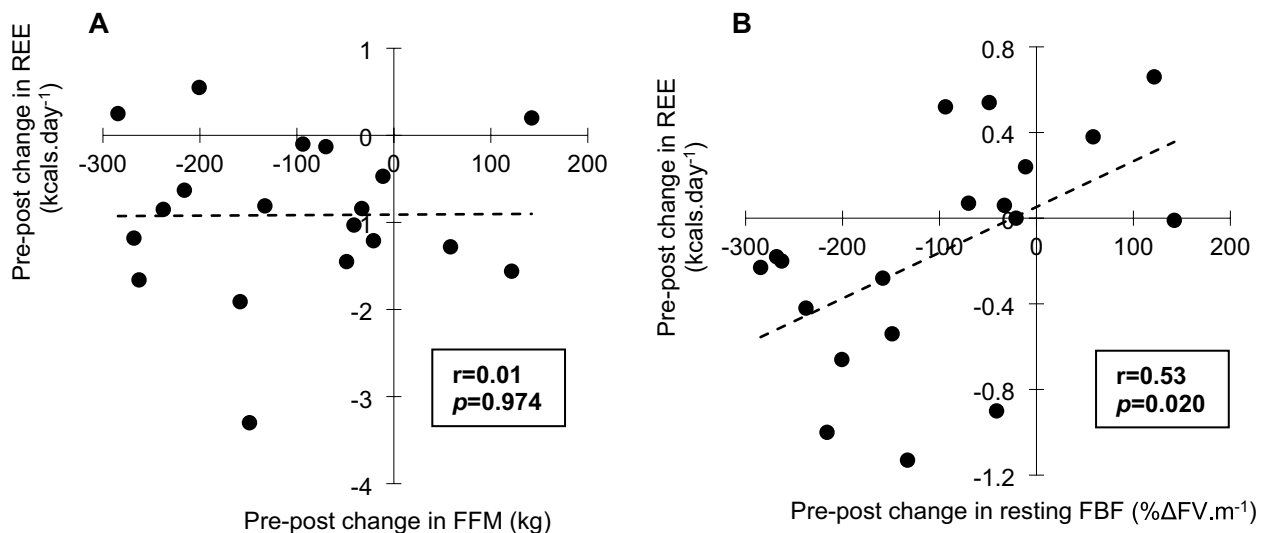 A
Pre-post change in REE
(kcals.day⁻¹)
1
0
-1
-2
-3
-4
-300 -200 -100 0 100 200
r=0.01
p=0.974
Pre-post change in FFM (kg)
B
Pre-post change in REE
(kcals.day⁻¹)
0.8
0.4
0
-0.4
-0.8
-1.2
-300 -200 -100 0 100 200
r=0.53
p=0.020
Pre-post change in resting FBF (%ΔFV.m⁻¹)